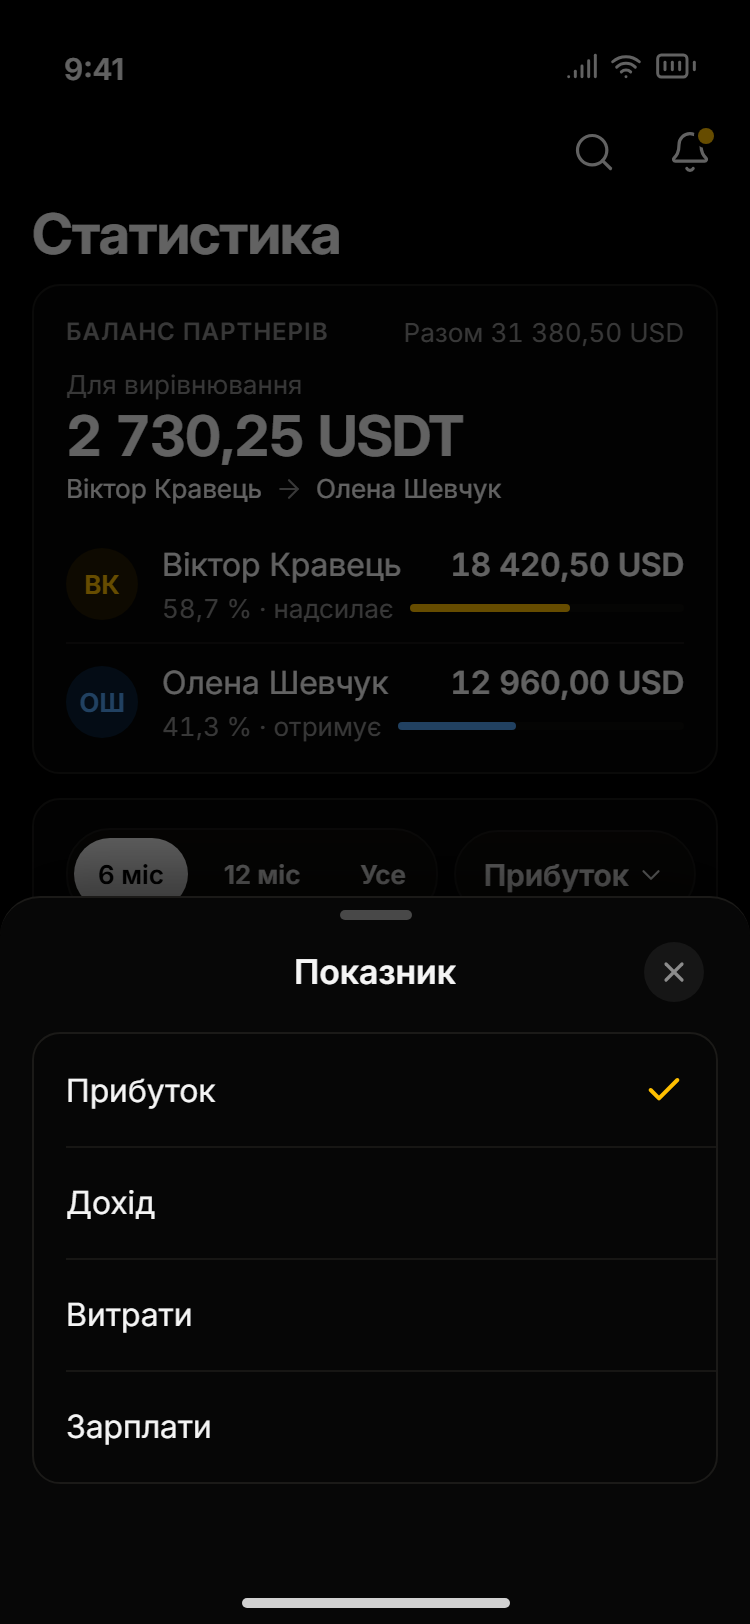 9:41
Статистика
БАЛАНС ПАРТНЕРІВ Разом 31 380,50 USD
Для вирівнювання
2 730,25 USDT
Віктор Кравець → Олена Шевчук
ВК Віктор Кравець 18 420,50 USD
58,7 % · надсилає
ОШ Олена Шевчук 12 960,00 USD
41,3 % · отримує
6 міс 12 міс Усе Прибуток
Показник
Прибуток
Дохід
Витрати
Зарплати